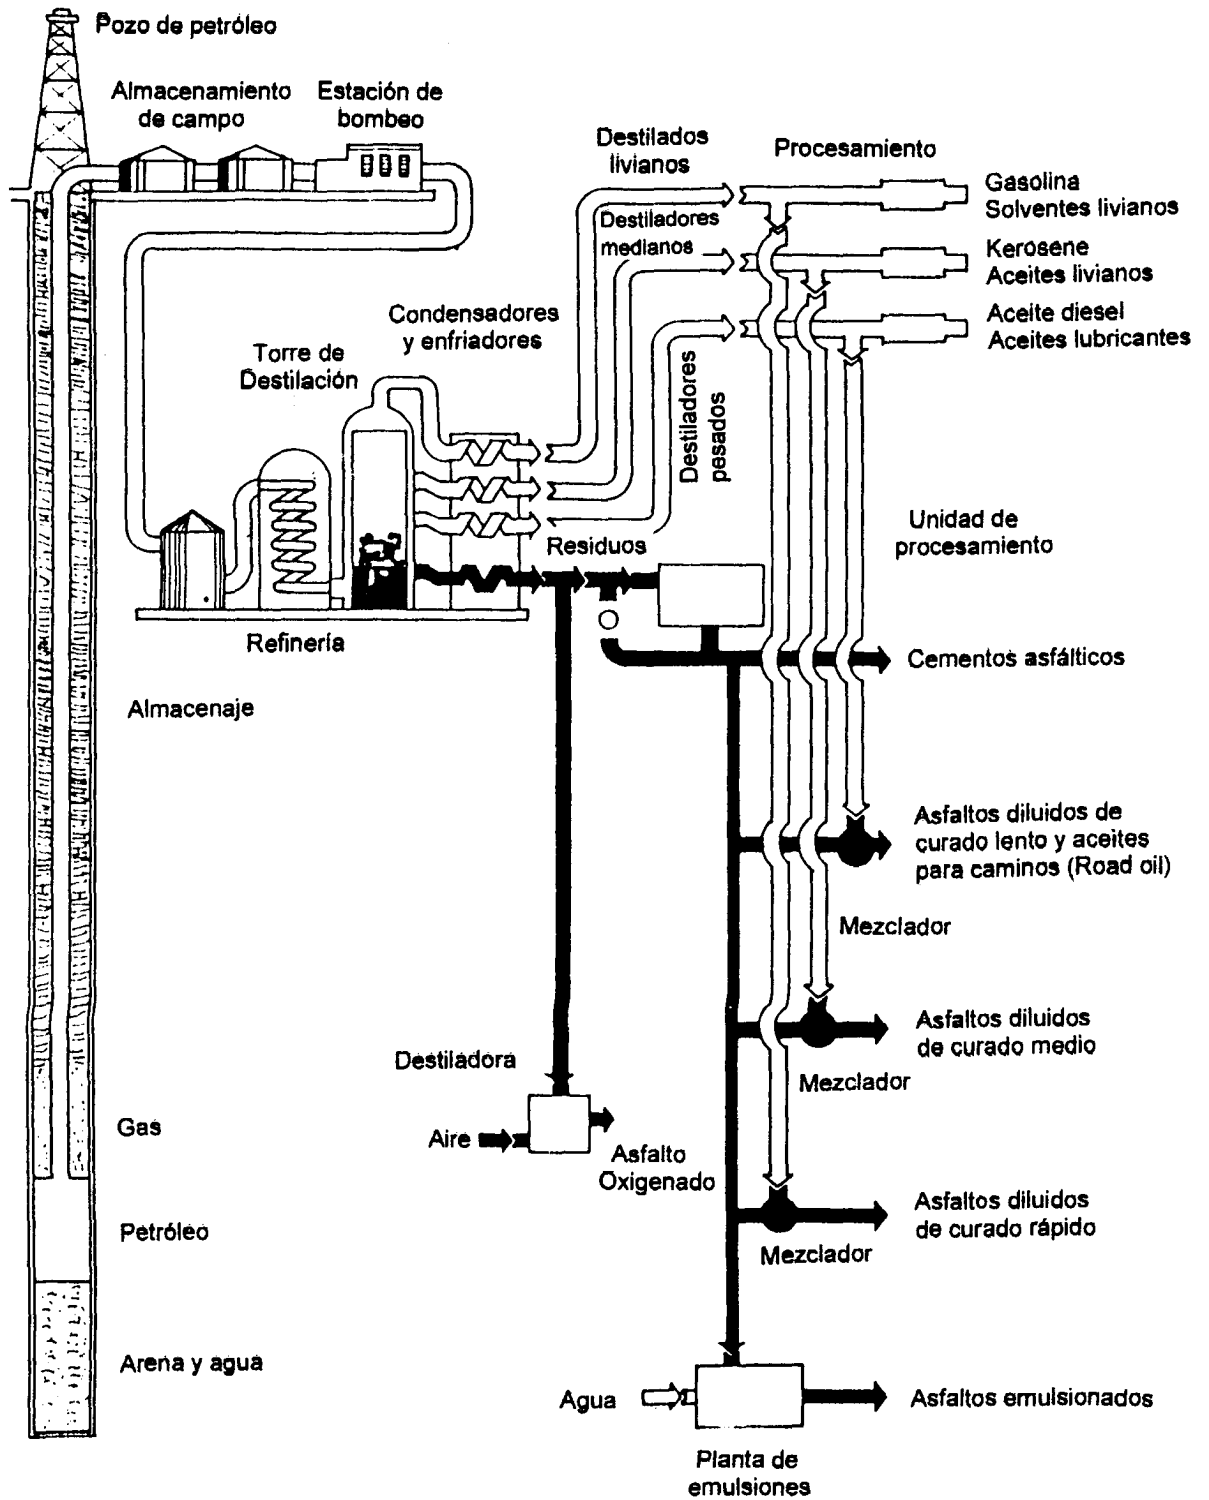 Pozo de petróleo
Almacenamiento
de campo
Estación de
bombeo
Destilados
livianos
Procesamiento
Gasolina
Solventes livianos
Destiladores
medianos
Kerosene
Aceites livianos
Condensadores
y enfriadores
Aceite diesel
Aceites lubricantes
Torre de
Destilación
Destiladores
pesados
Residuos
Unidad de
procesamiento
Refinería
Cementos asfálticos
Almacenaje
Asfaltos diluidos de
curado lento y aceites
para caminos (Road oil)
Mezclador
Asfaltos diluidos
de curado medio
Destiladora
Mezclador
Gas
Aire
Asfalto
Oxigenado
Asfaltos diluidos
de curado rápido
Petróleo
Mezclador
Arena y agua
Agua
Asfaltos emulsionados
Planta de
emulsiones